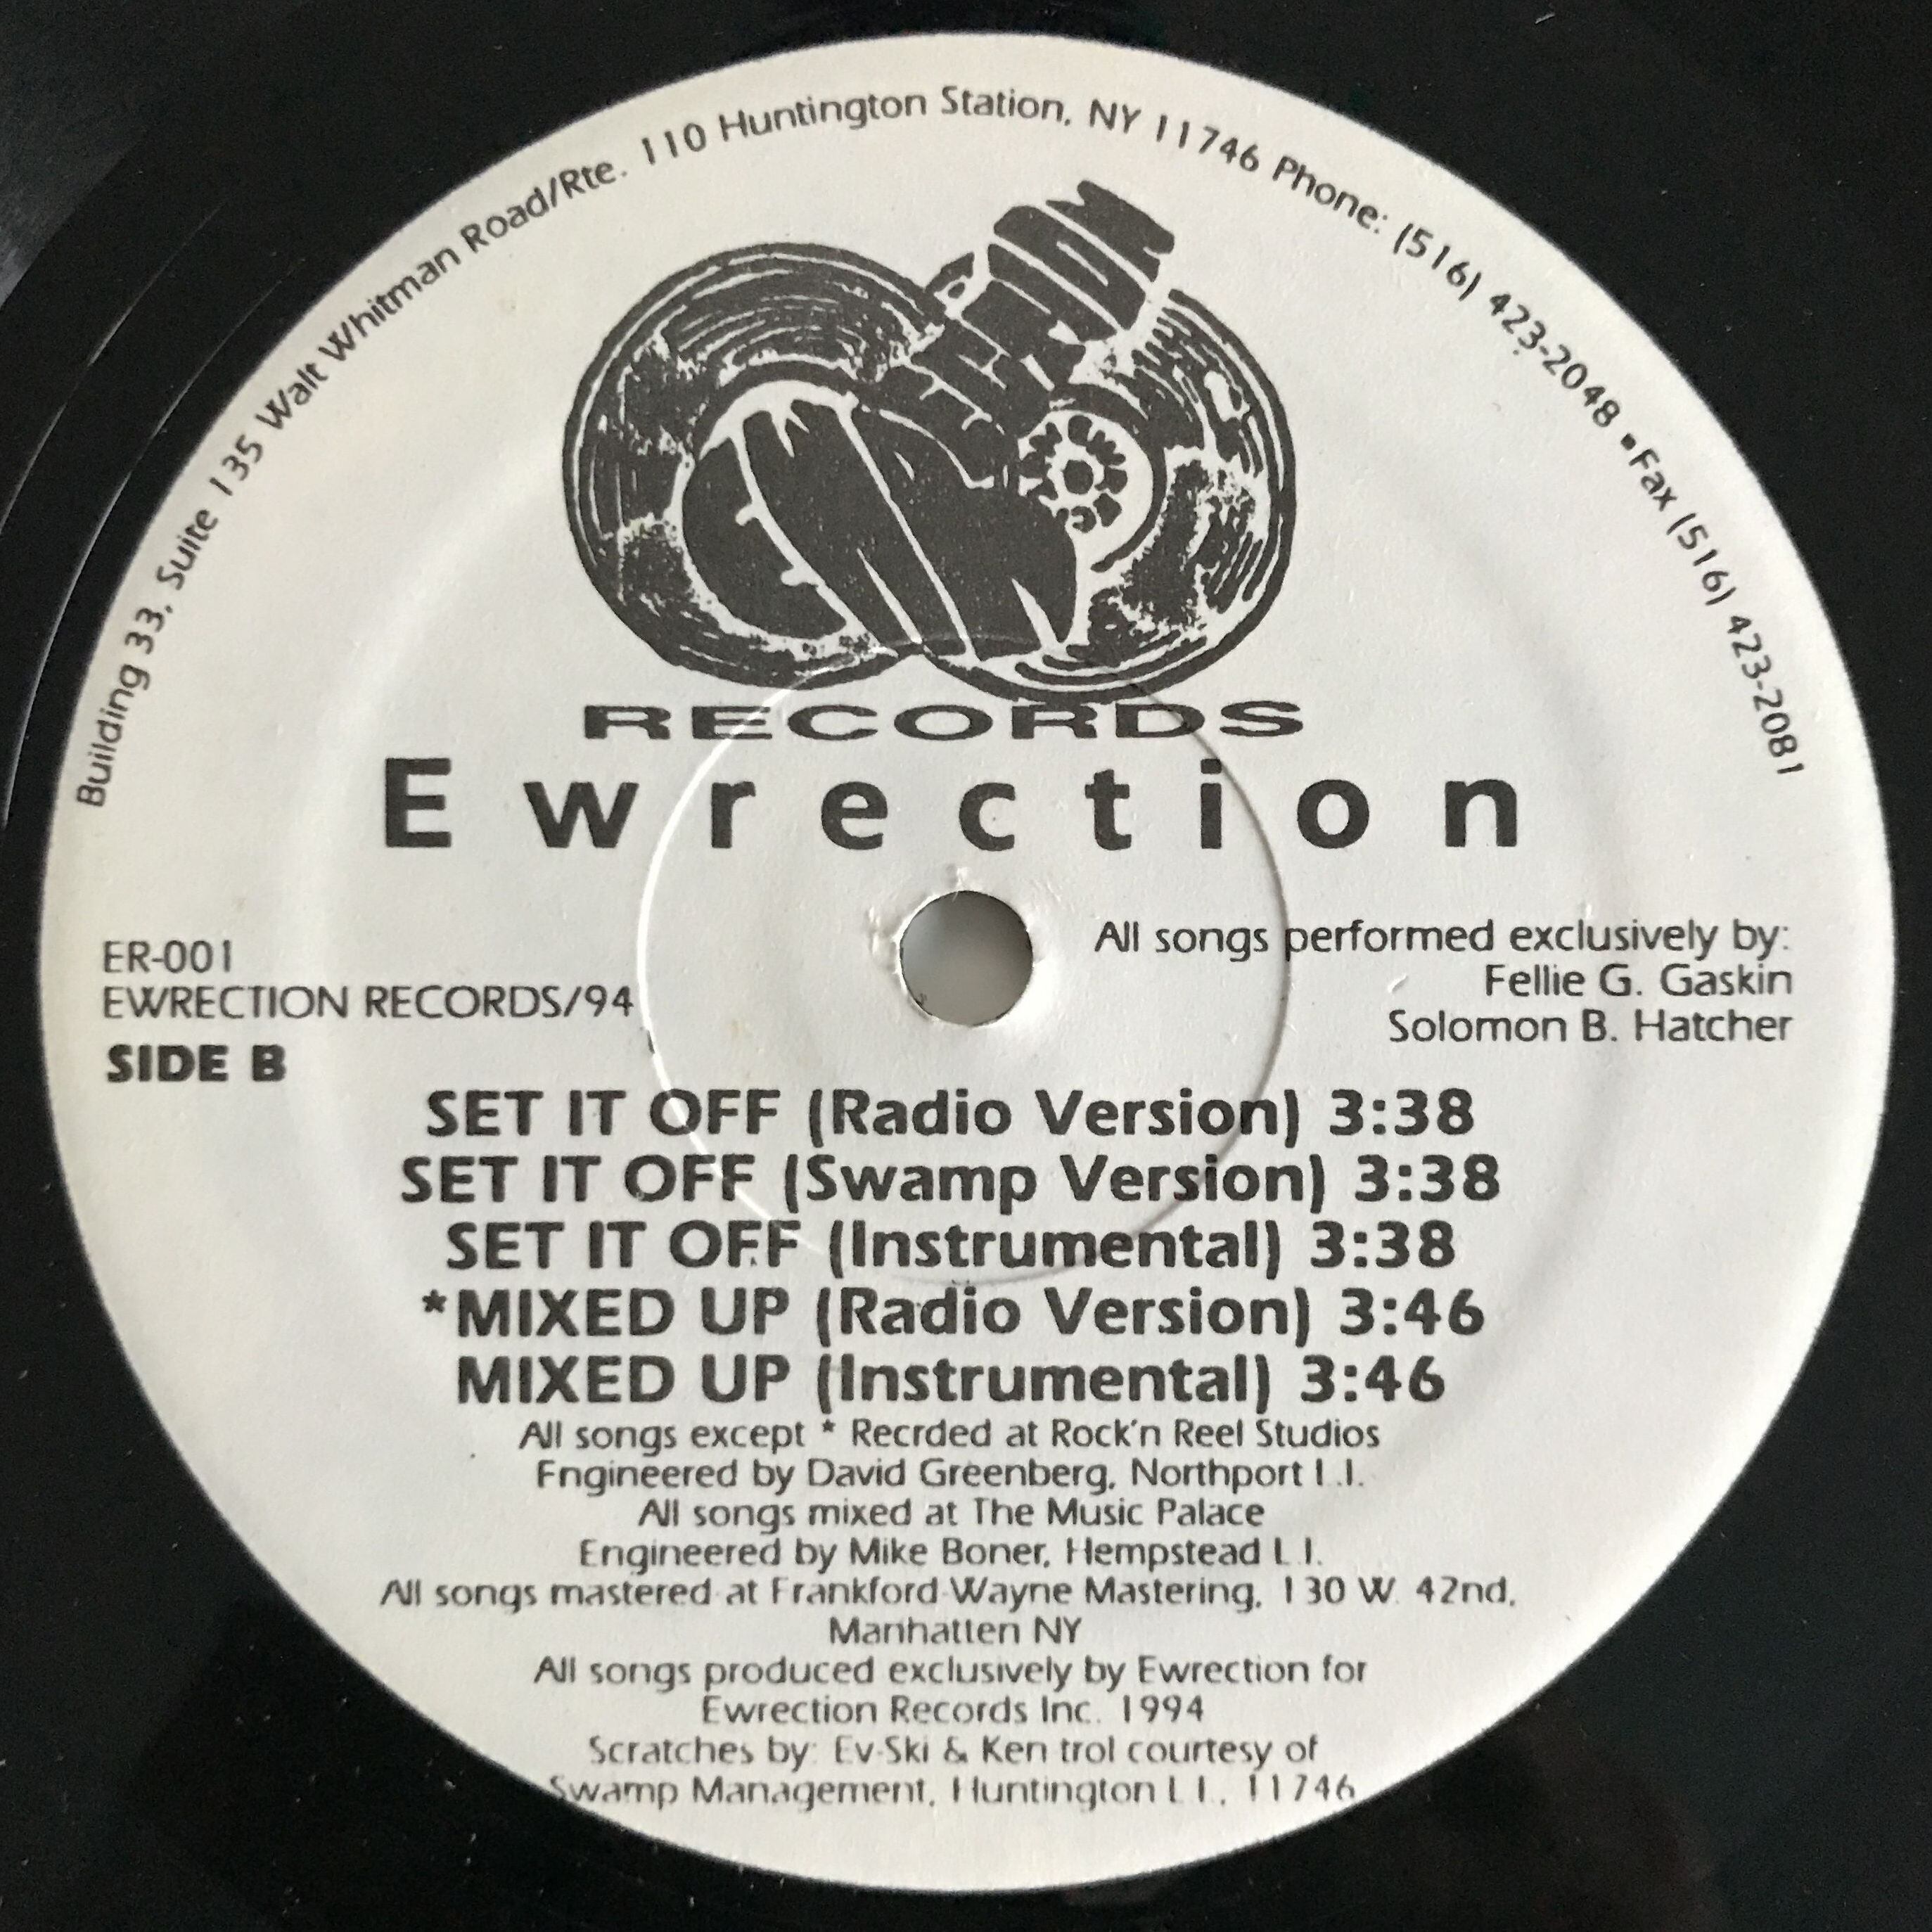 Building 33, Suite 135 Walt Whitman Road/Rte. 110 Huntington Station, NY 11746 Phone: (516) 423-2048 ▪ Fax (516) 423-2081
RECORDS
Ewrection
ER-001
EWRECTION RECORDS/94
SIDE B
All songs performed exclusively by:
Fellie G. Gaskin
Solomon B. Hatcher
SET IT OFF (Radio Version) 3:38
SET IT OFF (Swamp Version) 3:38
SET IT OFF (Instrumental) 3:38
*MIXED UP (Radio Version) 3:46
MIXED UP (Instrumental) 3:46
All songs except * Recrded at Rock'n Reel Studios
Engineered by David Greenberg, Northport L.I.
All songs mixed at The Music Palace
Engineered by Mike Boner, Hempstead L.I.
All songs mastered at Frankford-Wayne Mastering, 130 W. 42nd,
Manhatten NY
All songs produced exclusively by Ewrection for
Ewrection Records Inc. 1994
Scratches by: Ev-Ski & Ken trol courtesy of
Swamp Management, Huntington L.I., 11746